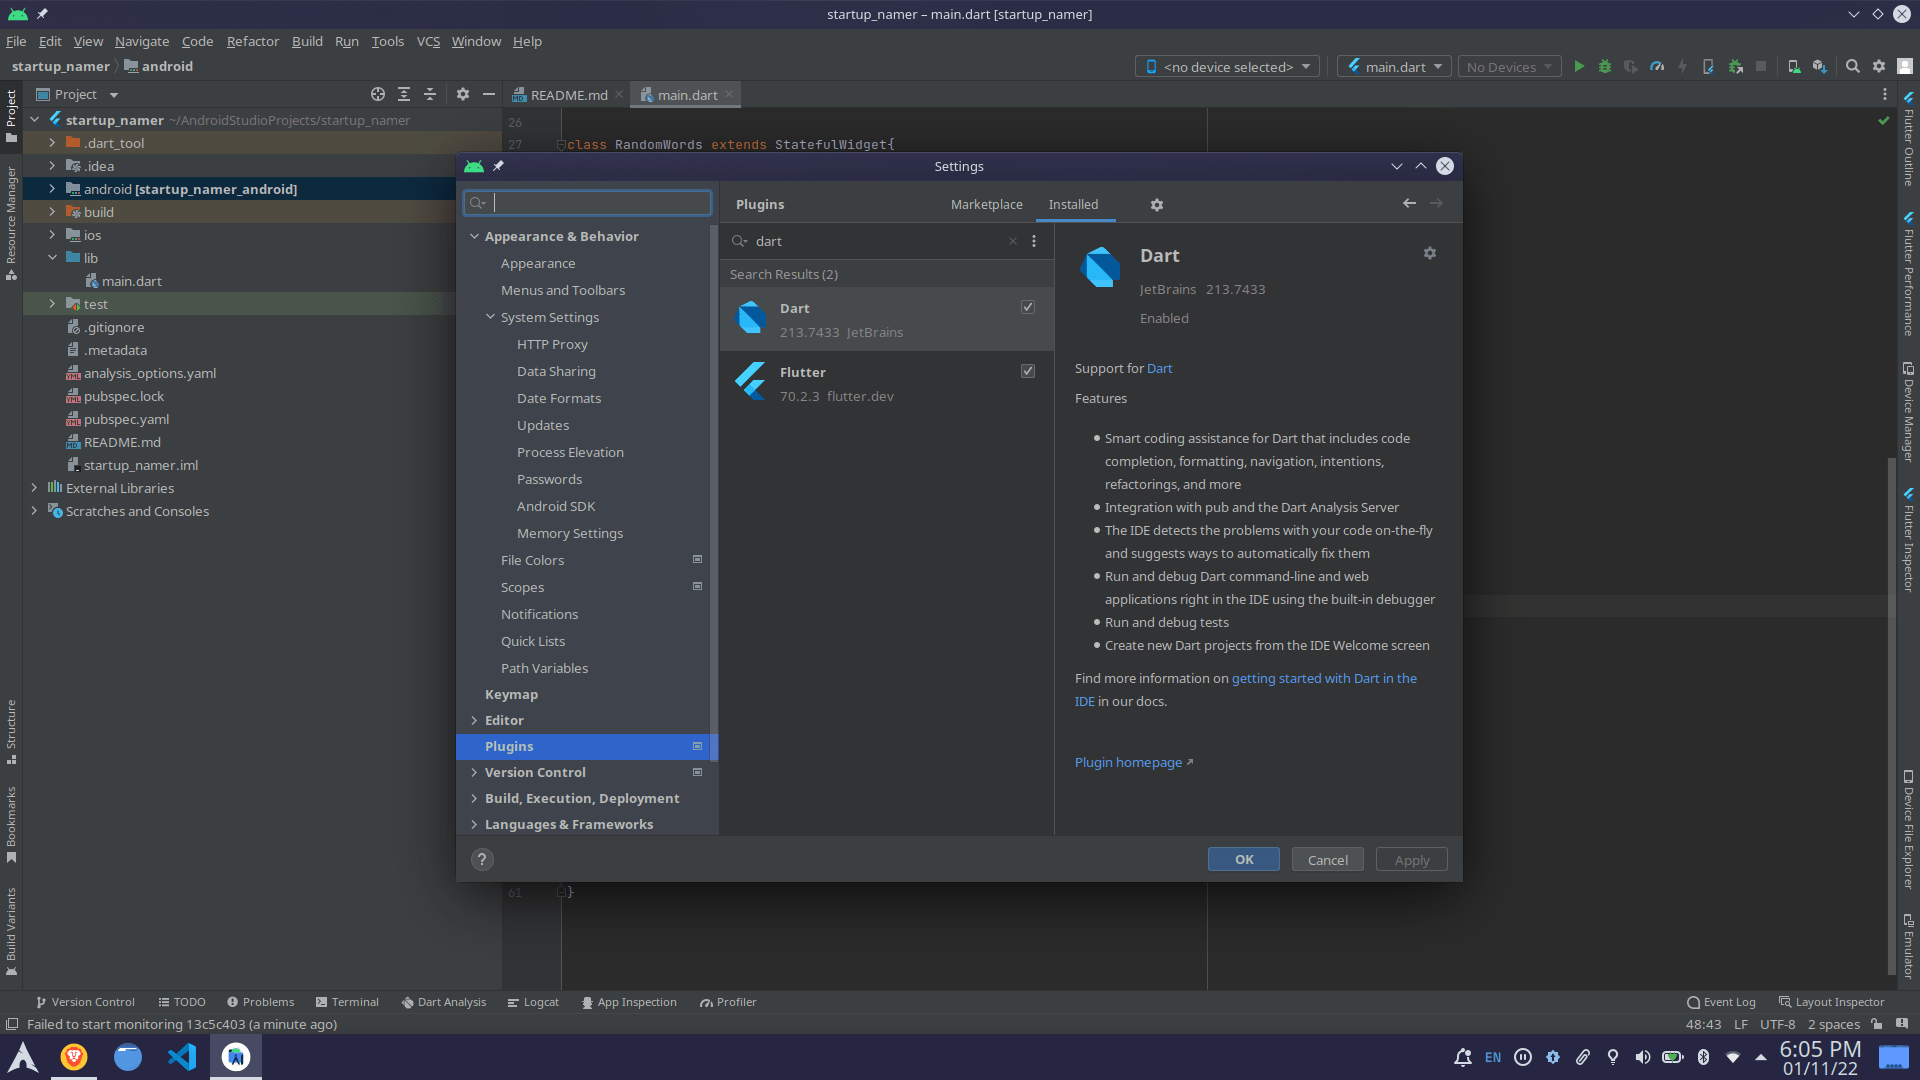 startup_namer – main.dart [startup_namer]
File Edit View Navigate Code Refactor Build Run Tools VCS Window Help
startup_namer android
<no device selected> main.dart No Devices
Project
README.md
main.dart
startup_namer ~/AndroidStudioProjects/startup_namer
.dart_tool
.idea
android [startup_namer_android]
build
ios
lib
main.dart
test
.gitignore
.metadata
analysis_options.yaml
pubspec.lock
pubspec.yaml
README.md
startup_namer.iml
External Libraries
Scratches and Consoles
Project
Resource Manager
Structure
Bookmarks
Build Variants
26
27 class RandomWords extends StatefulWidget{
61 }
Settings
Appearance & Behavior
Appearance
Menus and Toolbars
System Settings
HTTP Proxy
Data Sharing
Date Formats
Updates
Process Elevation
Passwords
Android SDK
Memory Settings
File Colors
Scopes
Notifications
Quick Lists
Path Variables
Keymap
Editor
Plugins
Version Control
Build, Execution, Deployment
Languages & Frameworks
Plugins Marketplace Installed
dart
Search Results (2)
Dart
213.7433 JetBrains
Flutter
70.2.3 flutter.dev
Dart
JetBrains 213.7433
Enabled
Support for Dart
Features
Smart coding assistance for Dart that includes code
completion, formatting, navigation, intentions,
refactorings, and more
Integration with pub and the Dart Analysis Server
The IDE detects the problems with your code on-the-fly
and suggests ways to automatically fix them
Run and debug Dart command-line and web
applications right in the IDE using the built-in debugger
Run and debug tests
Create new Dart projects from the IDE Welcome screen
Find more information on getting started with Dart in the
IDE in our docs.
Plugin homepage
? OK Cancel Apply
Flutter Outline
Flutter Performance
Device Manager
Flutter Inspector
Device File Explorer
Emulator
Version Control TODO Problems Terminal Dart Analysis Logcat App Inspection Profiler Event Log Layout Inspector
Failed to start monitoring 13c5c403 (a minute ago) 48:43 LF UTF-8 2 spaces
EN
6:05 PM
01/11/22